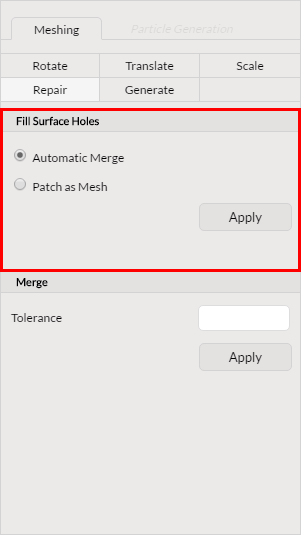 Meshing Particle Generation
Rotate Translate Scale
Repair Generate
Fill Surface Holes
Automatic Merge
Patch as Mesh
Apply
Merge
Tolerance
Apply